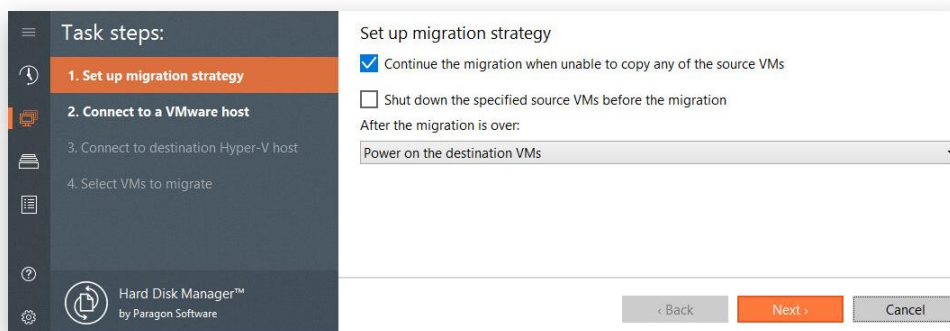 Task steps:
1. Set up migration strategy
2. Connect to a VMware host
3. Connect to destination Hyper-V host
4. Select VMs to migrate
Hard Disk Manager™
by Paragon Software
Set up migration strategy
Continue the migration when unable to copy any of the source VMs
Shut down the specified source VMs before the migration
After the migration is over:
Power on the destination VMs
‹ Back
Next ›
Cancel